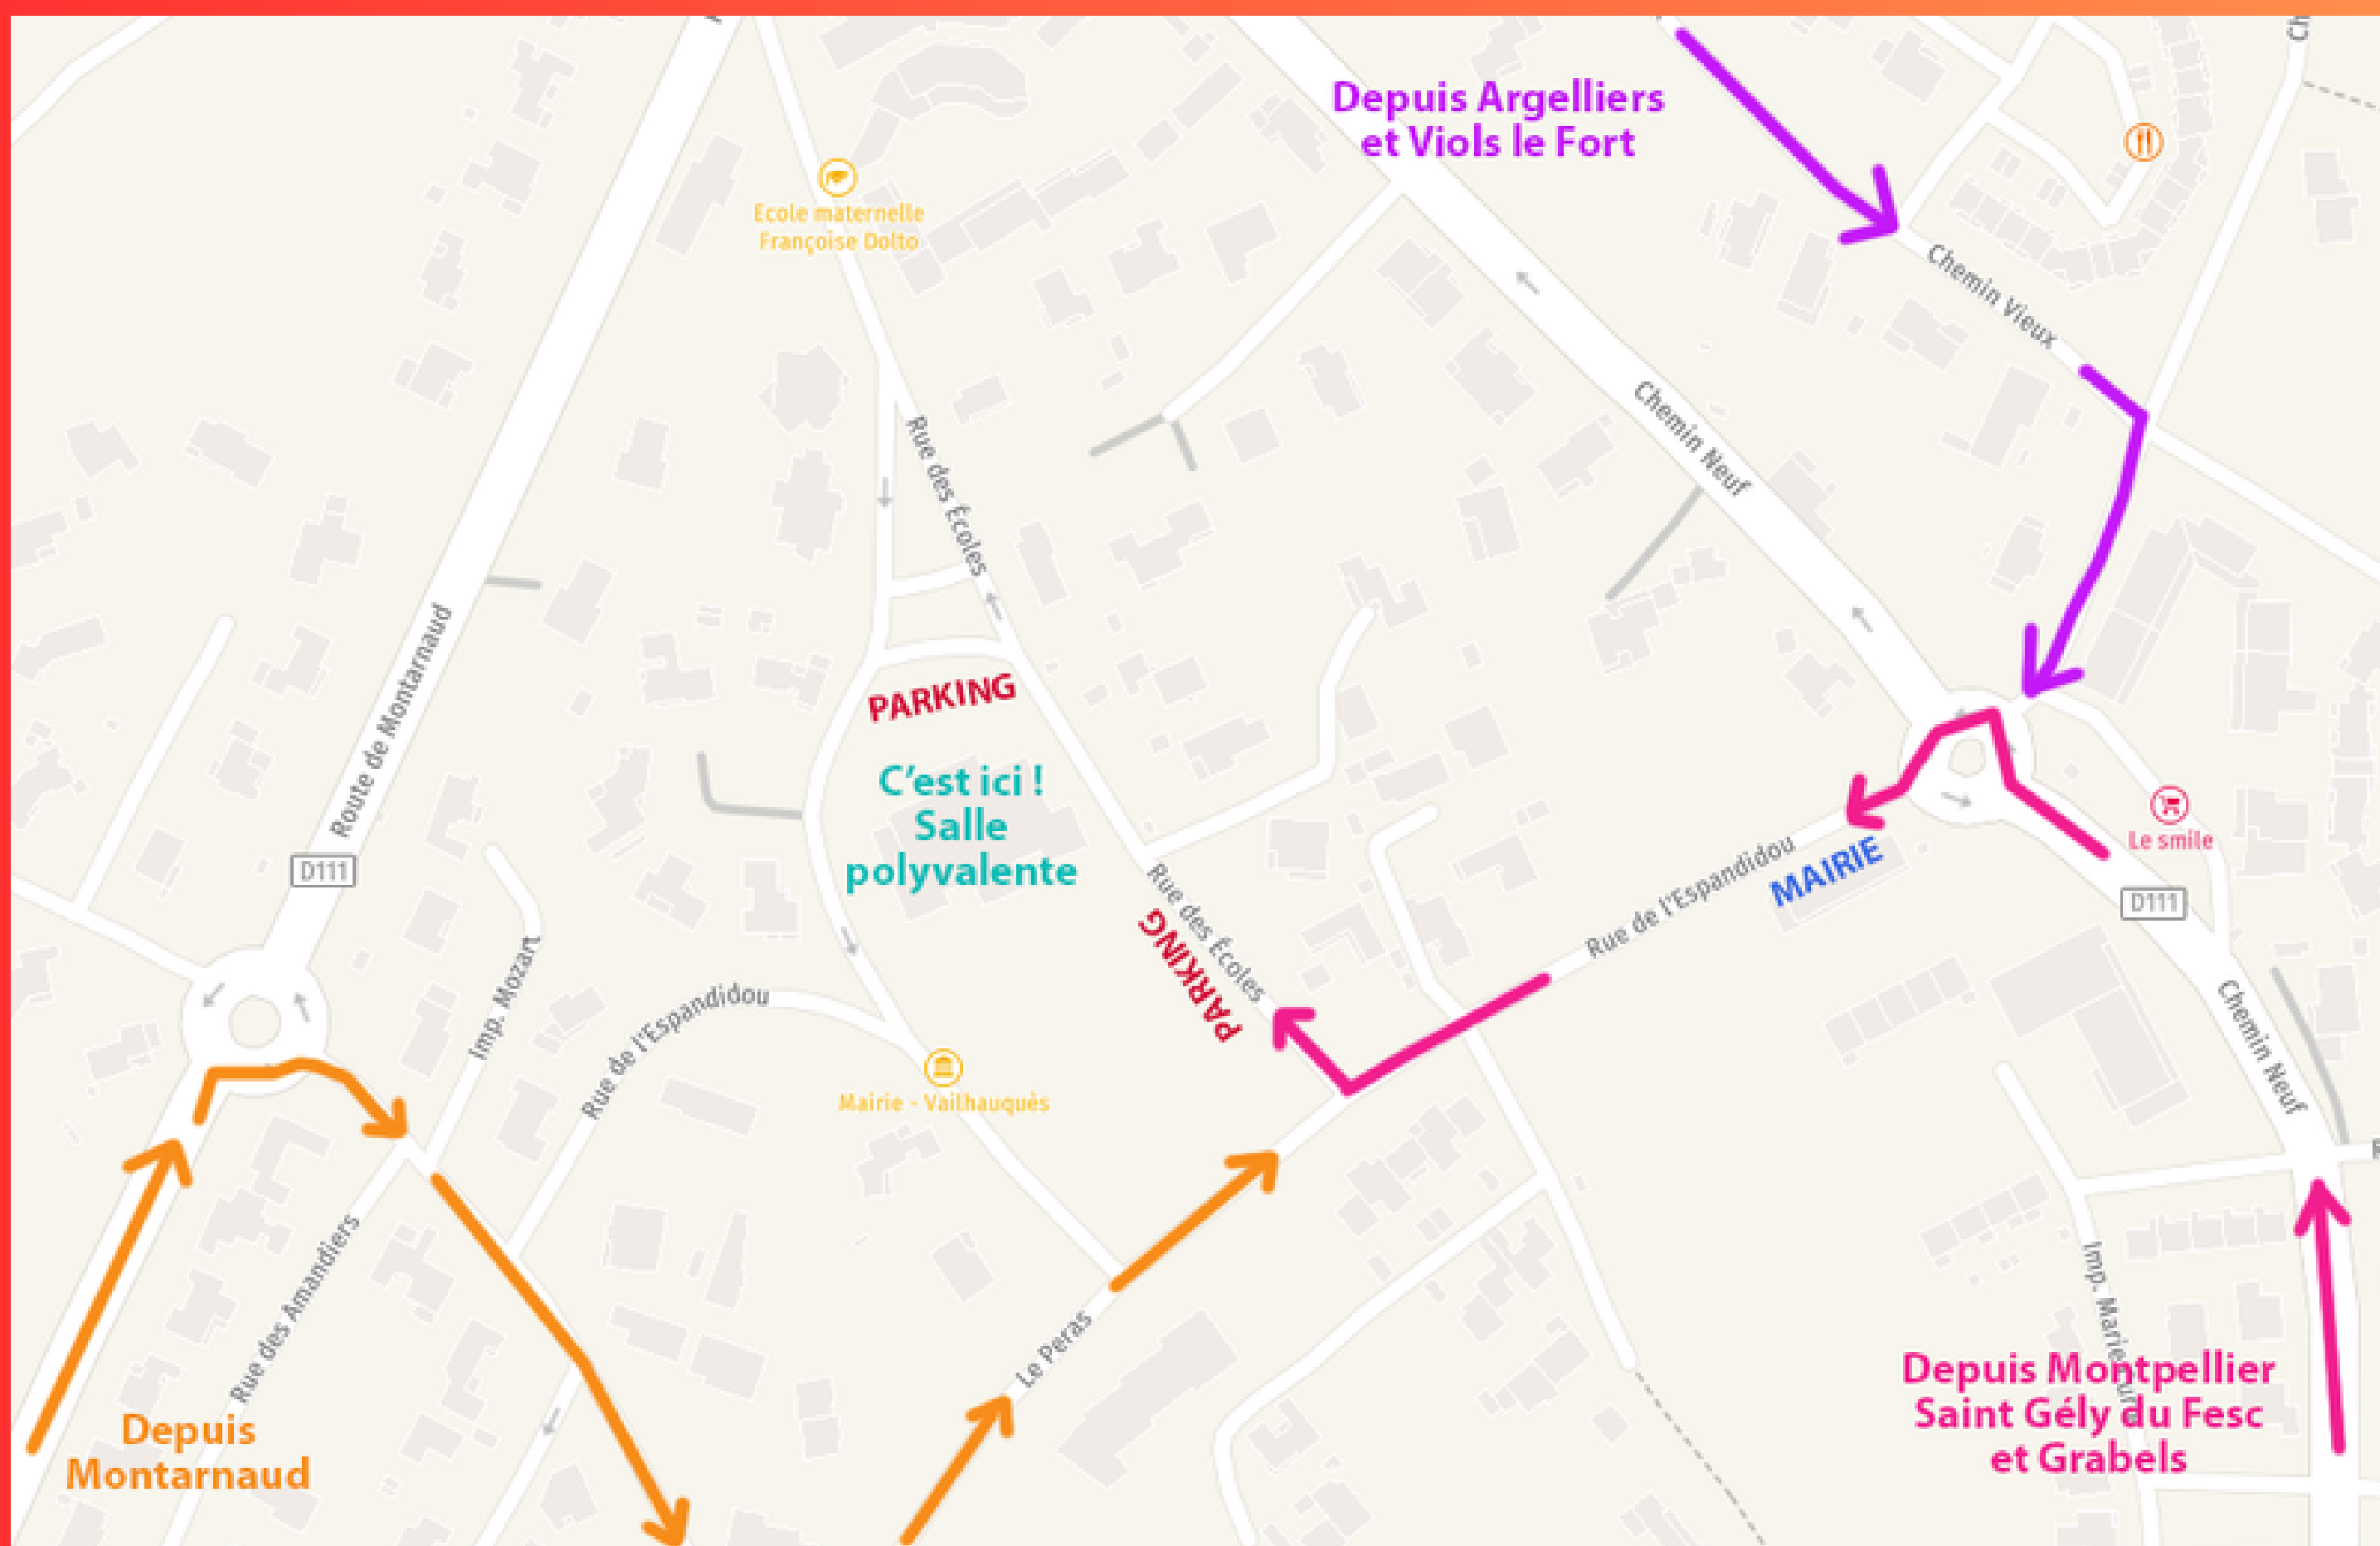 Ch
Depuis Argelliers
et Viols le Fort
Ecole maternelle
Françoise Dolto
Chemin Vieux
Chemin Neuf
Rue des Écoles
Route de Montarnaud
PARKING
C'est ici !
Salle
polyvalente
Le smile
MAIRIE
D111
D111
Rue de l'Espandidou
Rue des Écoles
PARKING
Imp. Mozart
Rue de l'Espandidou
Chemin Neuf
Mairie - Vailhauquès
R
Rue des Amandiers
Le Peras
Imp. Marie
Depuis
Montarnaud
Depuis Montpellier
Saint Gély du Fesc
et Grabels